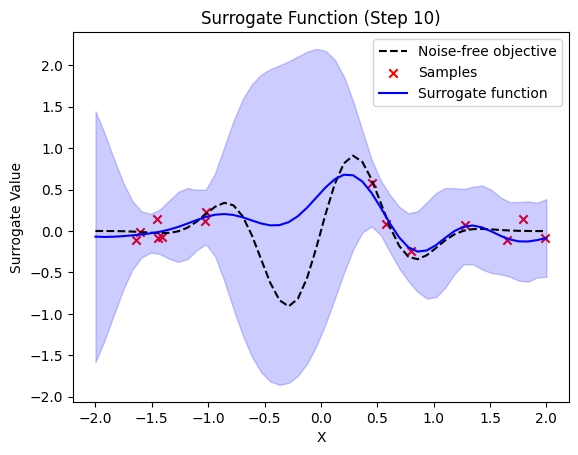 Surrogate Function (Step 10)
Noise-free objective
Samples
Surrogate function
Surrogate Value
2.0
1.5
1.0
0.5
0.0
−0.5
−1.0
−1.5
−2.0
−2.0 −1.5 −1.0 −0.5 0.0 0.5 1.0 1.5 2.0
X